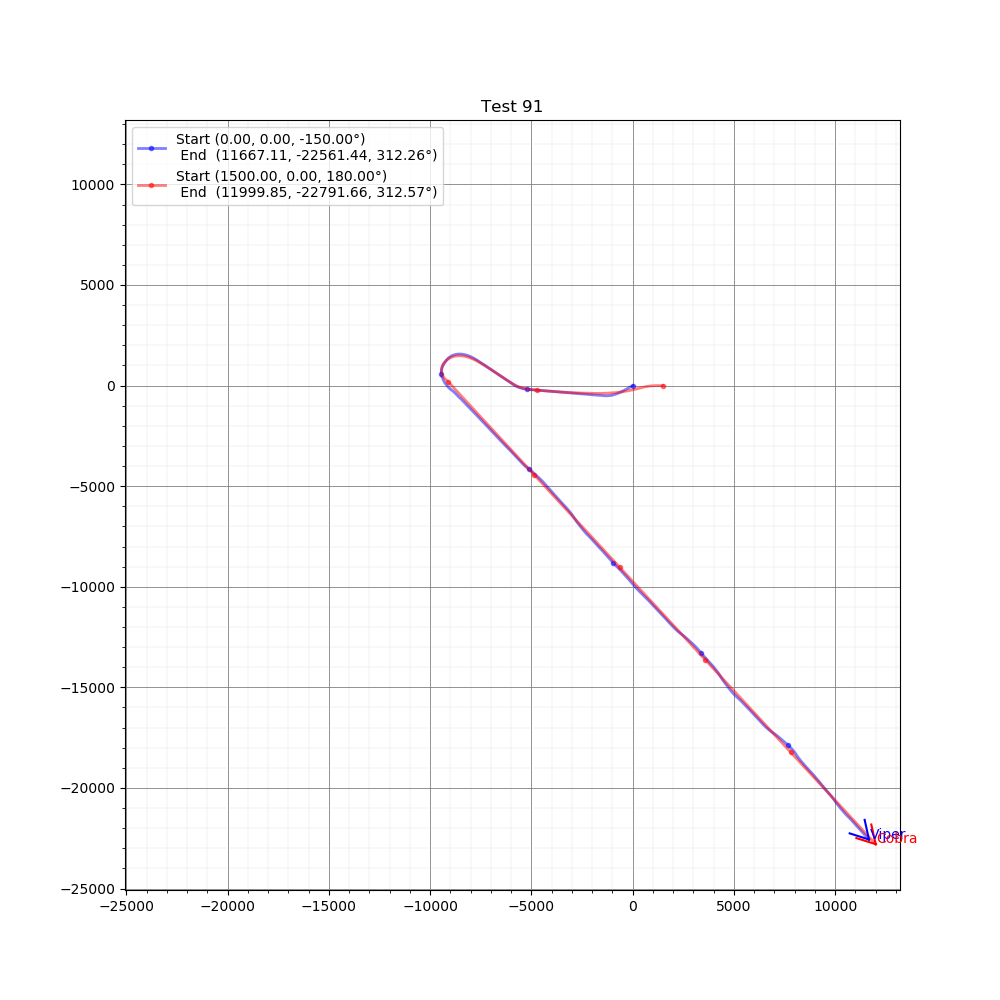 Test 91
Start (0.00, 0.00, -150.00°)
End (11667.11, -22561.44, 312.26°)
Start (1500.00, 0.00, 180.00°)
End (11999.85, -22791.66, 312.57°)
10000
5000
0
−5000
−10000
−15000
−20000
−25000
Viper
Cobra
−25000 −20000 −15000 −10000 −5000 0 5000 10000